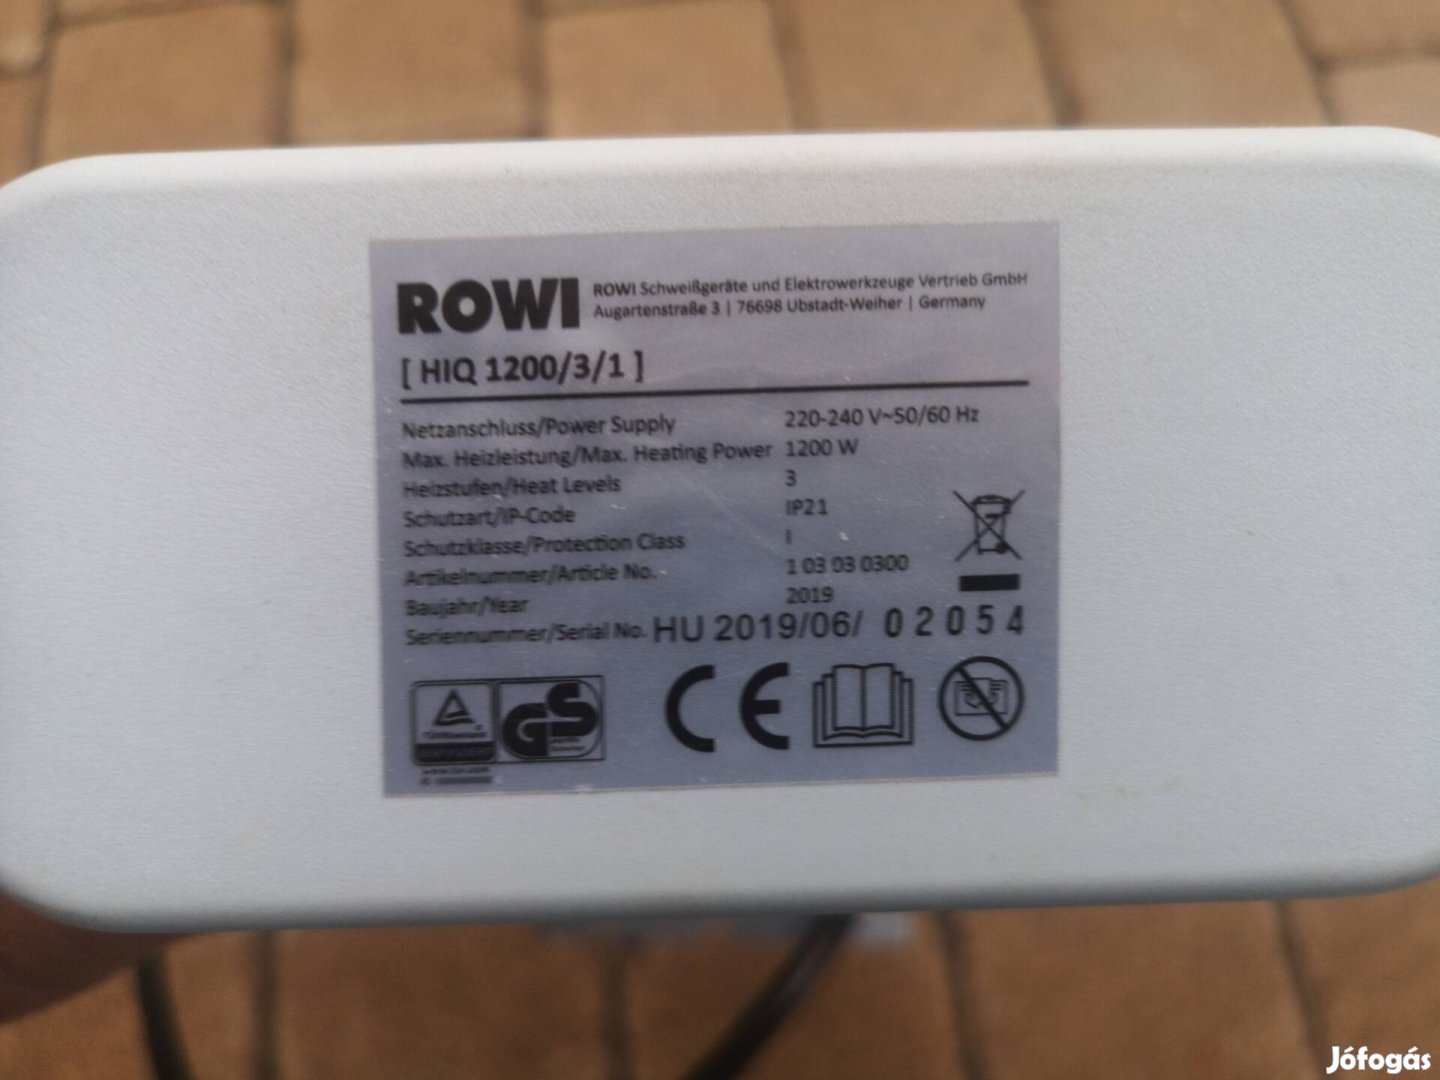 ROWI
ROWI Schweißgeräte und Elektrowerkzeuge Vertrieb GmbH
Augartenstraße 3 | 76698 Ubstadt-Weiher | Germany
[ HIQ 1200/3/1 ]
Netzanschluss/Power Supply 220-240 V~50/60 Hz
Max. Heizleistung/Max. Heating Power 1200 W
Heizstufen/Heat Levels 3
Schutzart/IP-Code IP21
Schutzklasse/Protection Class I
Artikelnummer/Article No. 1 03 03 0300
Baujahr/Year 2019
Seriennummer/Serial No. HU 2019/06/ 02054
GS
CE
Jófogás